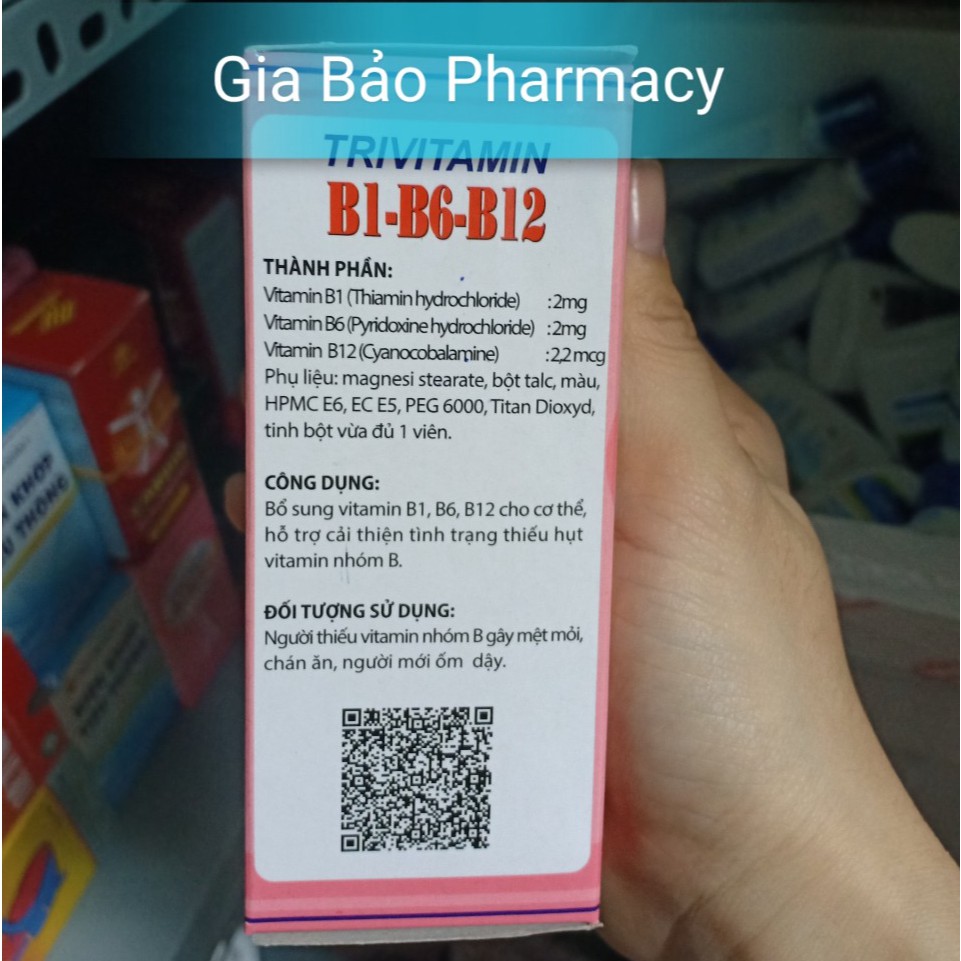 Gia Bảo Pharmacy
TRIVITAMIN
B1-B6-B12
THÀNH PHẦN:
Vitamin B1 (Thiamin hydrochloride) : 2mg
Vitamin B6 (Pyridoxine hydrochloride) : 2mg
Vitamin B12 (Cyanocobalamine) : 2,2 mcg
Phụ liệu: magnesi stearate, bột talc, màu,
HPMC E6, EC E5, PEG 6000, Titan Dioxyd,
tinh bột vừa đủ 1 viên.
CÔNG DỤNG:
Bổ sung vitamin B1, B6, B12 cho cơ thể,
hỗ trợ cải thiện tình trạng thiếu hụt
vitamin nhóm B.
ĐỐI TƯỢNG SỬ DỤNG:
Người thiếu vitamin nhóm B gây mệt mỏi,
chán ăn, người mới ốm dậy.
KHỚP
THỐNG